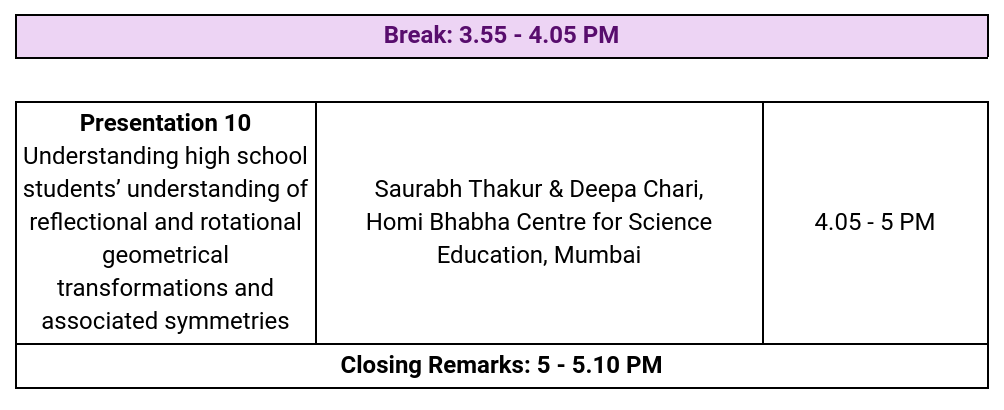 Break: 3.55 - 4.05 PM
Presentation 10
Understanding high school
students’ understanding of
reflectional and rotational
geometrical
transformations and
associated symmetries
Saurabh Thakur & Deepa Chari,
Homi Bhabha Centre for Science
Education, Mumbai
4.05 - 5 PM
Closing Remarks: 5 - 5.10 PM